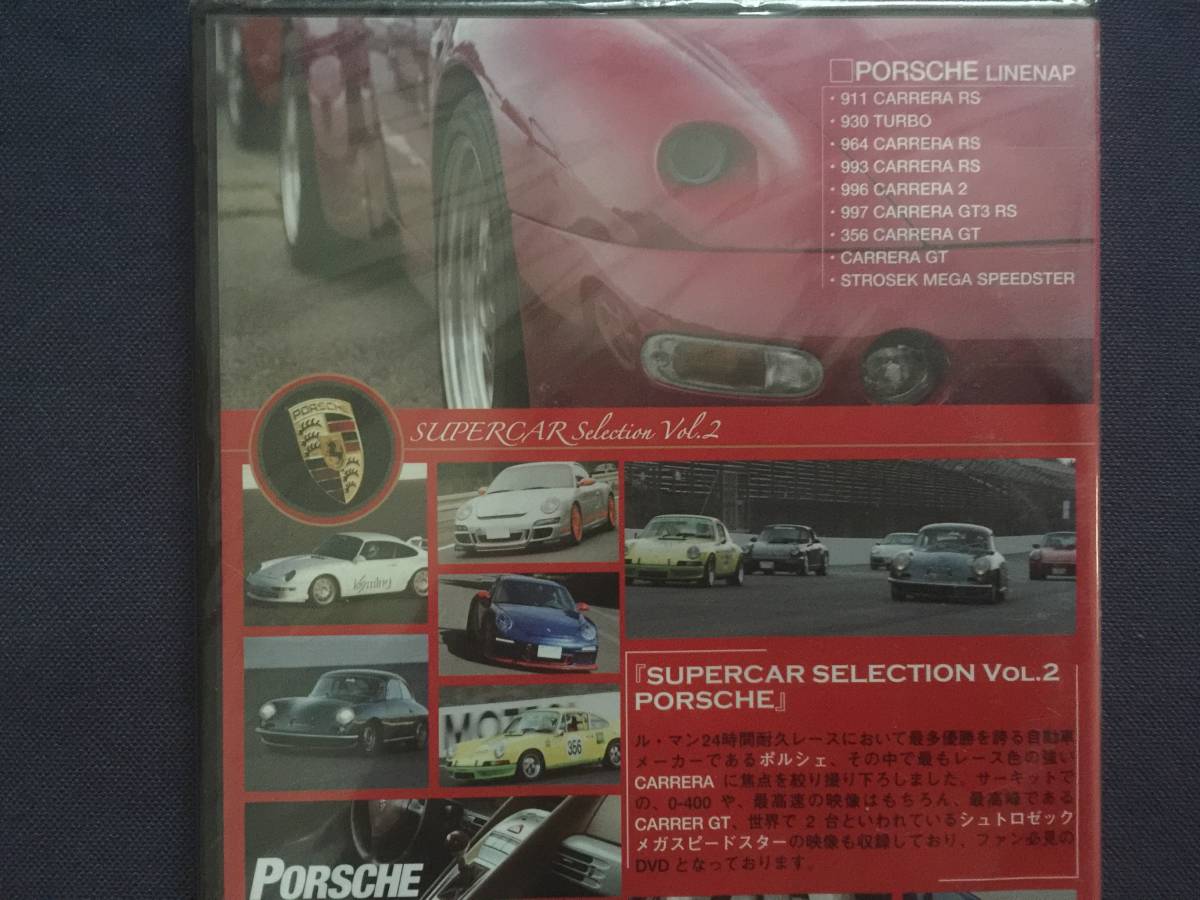 □PORSCHE LINENAP
・911 CARRERA RS
・930 TURBO
・964 CARRERA RS
・993 CARRERA RS
・996 CARRERA 2
・997 CARRERA GT3 RS
・356 CARRERA GT
・CARRERA GT
・STROSEK MEGA SPEEDSTER
PORSCHE
SUPERCAR Selection Vol.2
MOT
356
『SUPERCAR SELECTION VOL.2
PORSCHE』
ル・マン24時間耐久レースにおいて最多優勝を誇る自動車
メーカーであるポルシェ、その中で最もレース色の強い
CARRERA に焦点を絞り撮り下ろしました。サーキットで
の、0-400 や、最高速の映像はもちろん、最高峰である
CARRER GT、世界で 2 台といわれているシュトロゼック
メガスピードスターの映像も収録しており、ファン必見の
DVD となっております。
PORSCHE